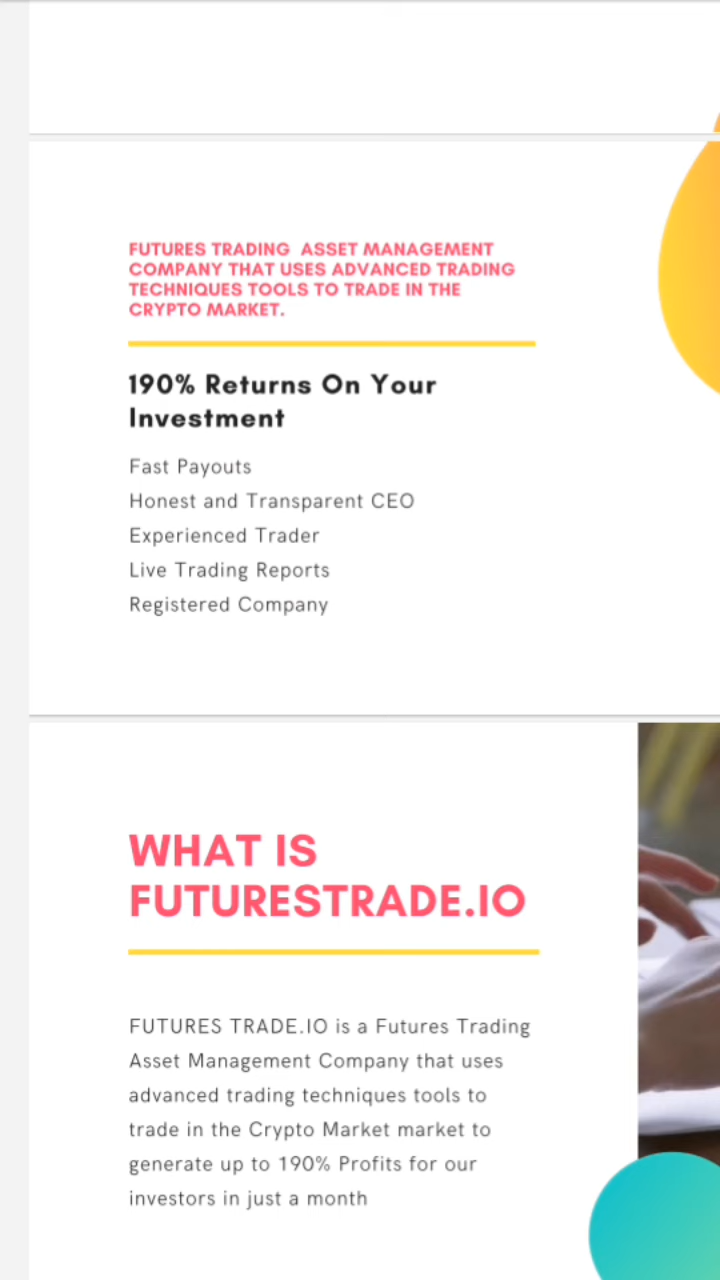 FUTURES TRADING  ASSET MANAGEMENT
COMPANY THAT USES ADVANCED TRADING
TECHNIQUES TOOLS TO TRADE IN THE
CRYPTO MARKET.
190% Returns On Your
Investment
Fast Payouts
Honest and Transparent CEO
Experienced Trader
Live Trading Reports
Registered Company
WHAT IS
FUTURESTRADE.IO
FUTURES TRADE.IO is a Futures Trading
Asset Management Company that uses
advanced trading techniques tools to
trade in the Crypto Market market to
generate up to 190% Profits for our
investors in just a month